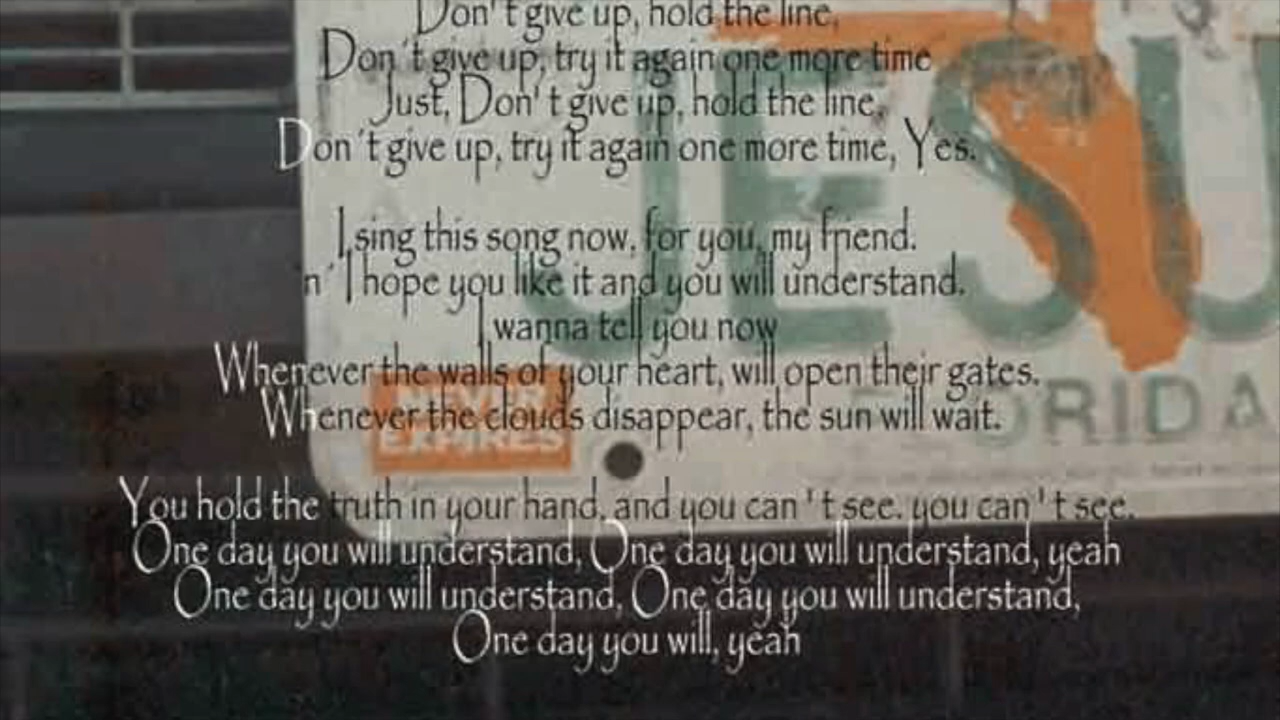 Don't give up, hold the line,
Don´t give up, try it again one more time
Just, Don't give up, hold the line,
Don´t give up, try it again one more time, Yes.
I sing this song now, for you, my friend.
n´ I hope you like it and you will understand.
I wanna tell you now
Whenever the walls of your heart, will open their gates.
Whenever the clouds disappear, the sun will wait.
You hold the truth in your hand, and you can't see, you can't see.
One day you will understand, One day you will understand, yeah
One day you will understand, One day you will understand,
One day you will, yeah
JESU
NEVER
EXPIRES
FLORIDA